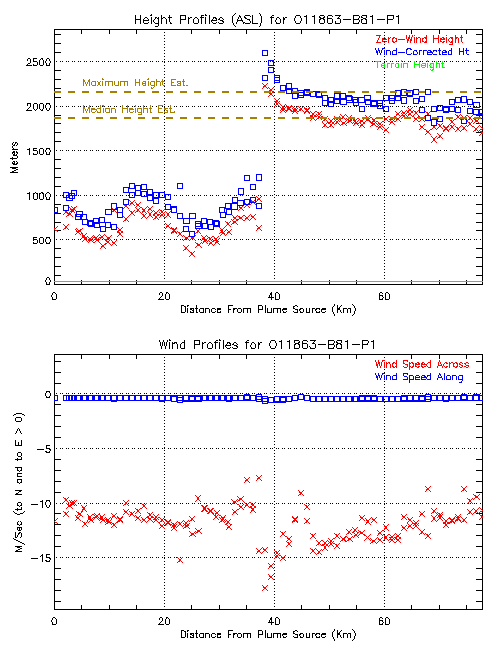 Height Profiles (ASL) for O11863-B81-P1
Zero-Wind Height
Wind-Corrected Ht
Terrain Height
Maximum Height Est.
Median Height Est.
2500
2000
1500
1000
500
0
Meters
0 20 40 60
Distance From Plume Source (Km)
Wind Profiles for O11863-B81-P1
Wind Speed Across
Wind Speed Along
0
-5
-10
-15
M/Sec (to N and to E > 0)
0 20 40 60
Distance From Plume Source (Km)